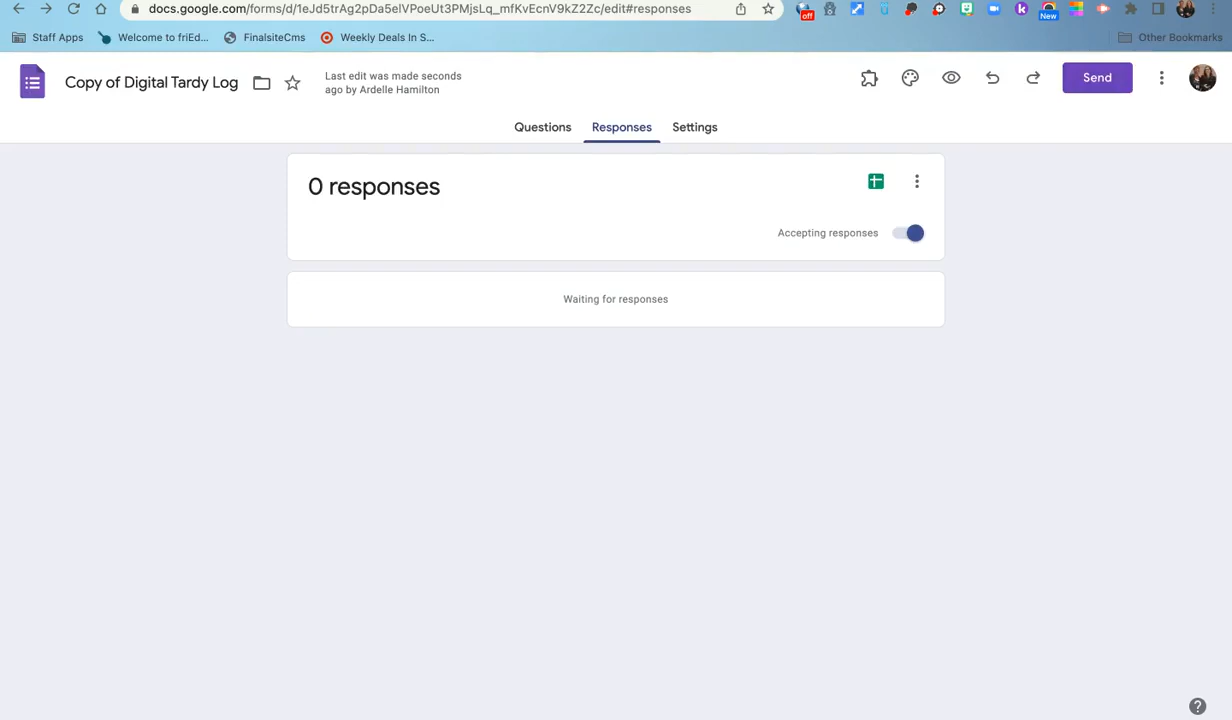 docs.google.com/forms/d/1eJd5trAg2pDa5elVPoeUt3PMjsLq_mfKvEcnV9kZ2Zc/edit#responses
off
New
Staff Apps
Welcome to friEd...
FinalsiteCms
Weekly Deals In S...
Other Bookmarks
Copy of Digital Tardy Log
Last edit was made seconds
ago by Ardelle Hamilton
Send
Questions
Responses
Settings
0 responses
Accepting responses
Waiting for responses